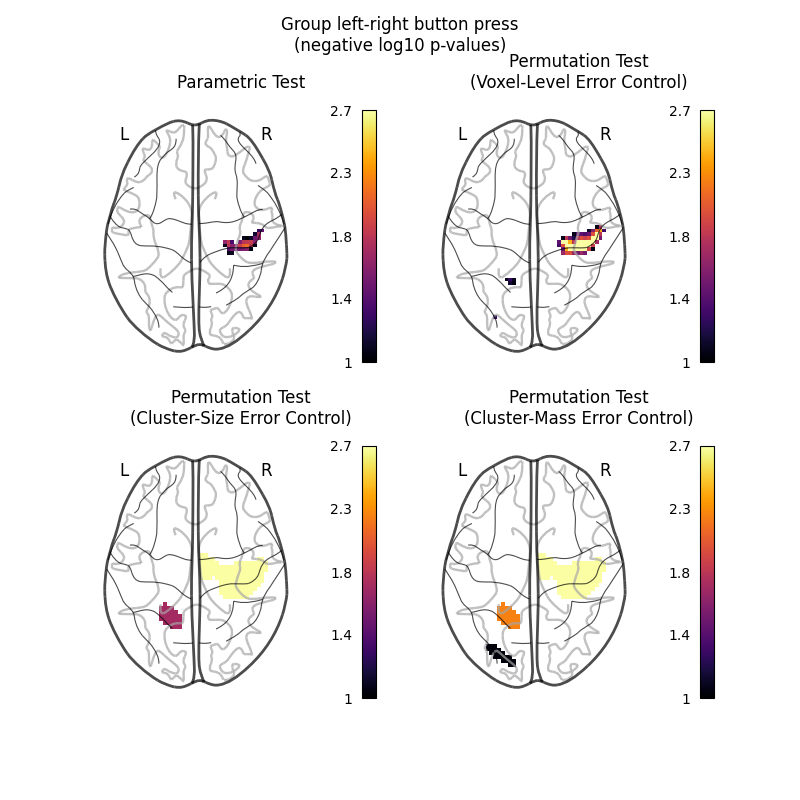 Group left-right button press
(negative log10 p-values)
Parametric Test
L
R
2.7
2.3
1.8
1.4
1
Permutation Test
(Voxel-Level Error Control)
L
R
2.7
2.3
1.8
1.4
1
Permutation Test
(Cluster-Size Error Control)
L
R
2.7
2.3
1.8
1.4
1
Permutation Test
(Cluster-Mass Error Control)
L
R
2.7
2.3
1.8
1.4
1